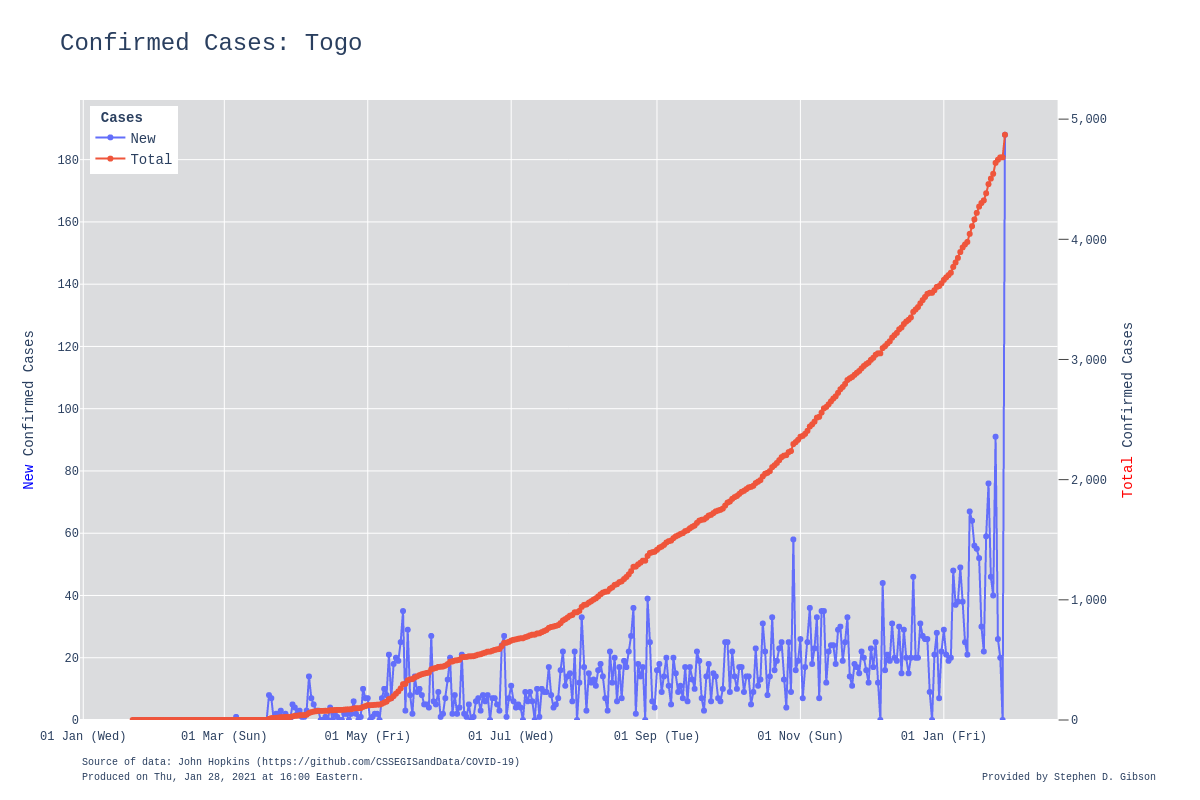 Confirmed Cases: Togo
Cases
New
Total
180
160
140
120
100
80
60
40
20
0
5,000
4,000
3,000
2,000
1,000
0
New Confirmed Cases
Total Confirmed Cases
01 Jan (Wed) 01 Mar (Sun) 01 May (Fri) 01 Jul (Wed) 01 Sep (Tue) 01 Nov (Sun) 01 Jan (Fri)
Source of data: John Hopkins (https://github.com/CSSEGISandData/COVID-19)
Produced on Thu, Jan 28, 2021 at 16:00 Eastern.
Provided by Stephen D. Gibson